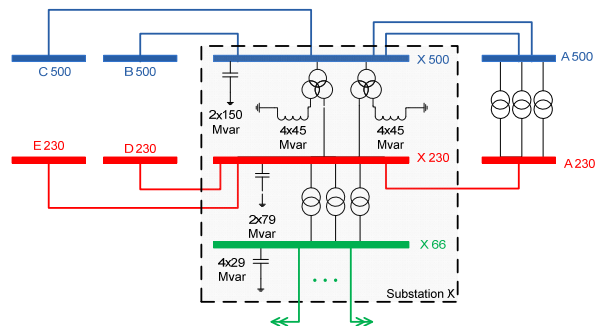 C 500
B 500
X 500
A 500
2x150
Mvar
4x45
Mvar
4x45
Mvar
E 230
D 230
X 230
A 230
2x79
Mvar
X 66
4x29
Mvar
Substation X